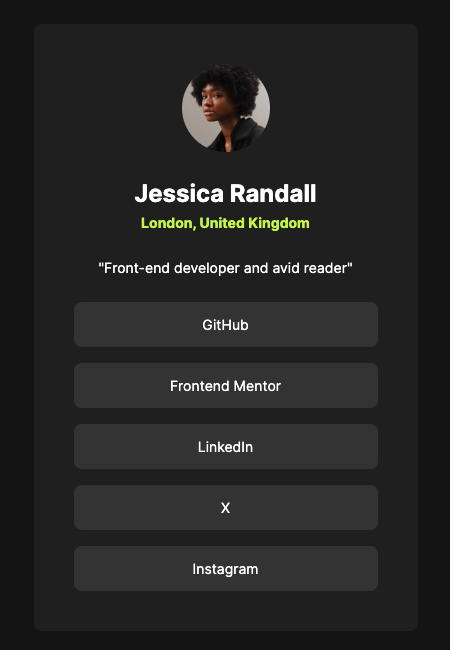 Jessica Randall
London, United Kingdom
"Front-end developer and avid reader"
GitHub
Frontend Mentor
LinkedIn
X
Instagram